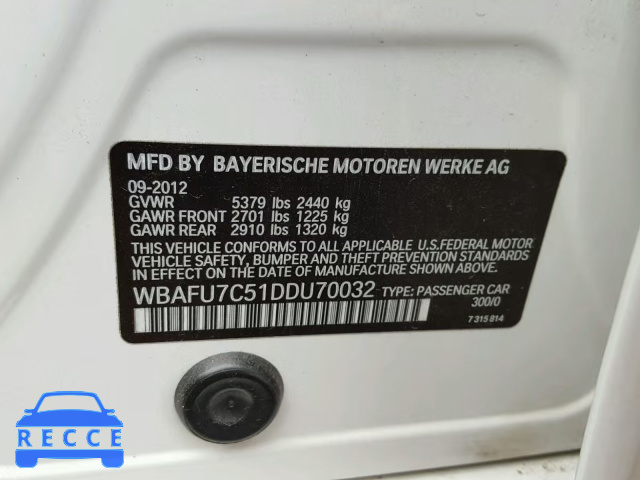 MFD BY BAYERISCHE MOTOREN WERKE AG
09-2012
GVWR 5379 lbs 2440 kg
GAWR FRONT 2701 lbs 1225 kg
GAWR REAR 2910 lbs 1320 kg
THIS VEHICLE CONFORMS TO ALL APPLICABLE U.S.FEDERAL MOTOR
VEHICLE SAFETY, BUMPER AND THEFT PREVENTION STANDARDS IN
EFFECT ON THE DATE OF MANUFACTURE SHOWN ABOVE.
WBAFU7C51DDU70032 TYPE: PASSENGER CAR
300/0
7 315 814
RECCE